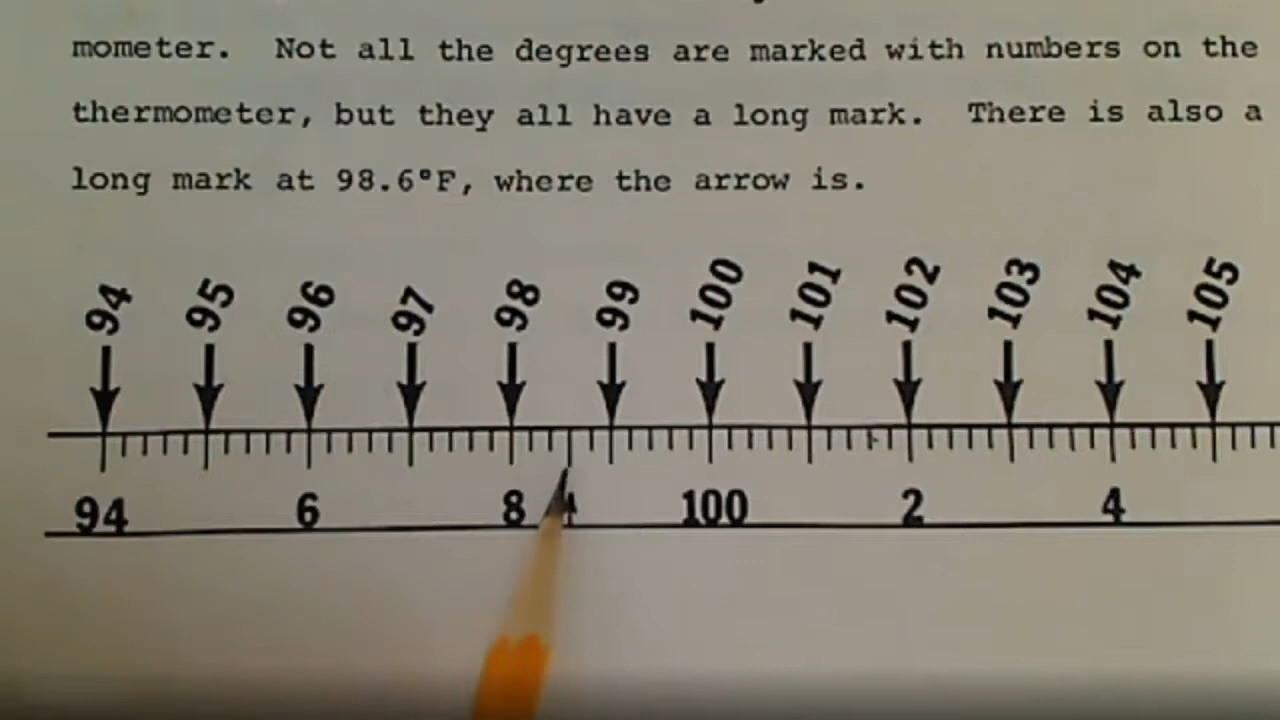 mometer. Not all the degrees are marked with numbers on the
thermometer, but they all have a long mark. There is also a
long mark at 98.6°F, where the arrow is.
94 95 96 97 98 99 100 101 102 103 104 105
94 6 8 100 2 4